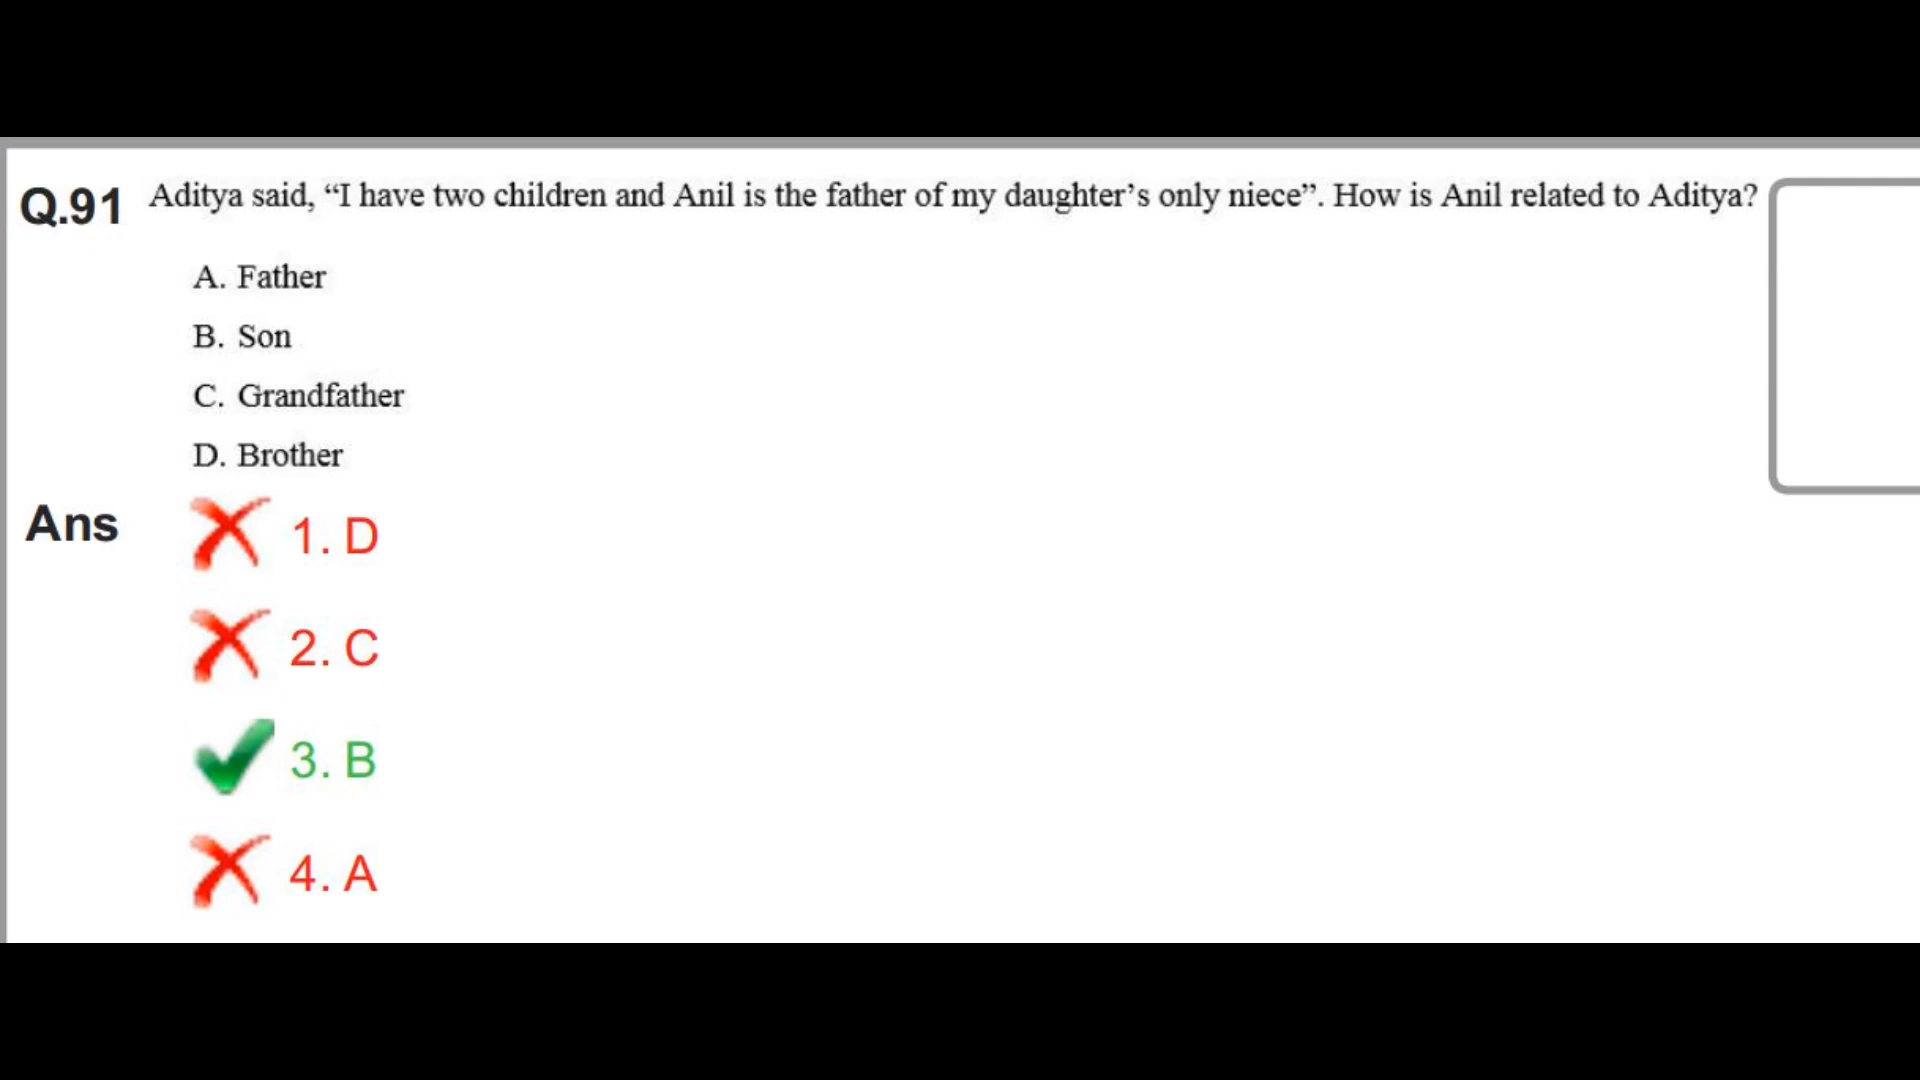 Q.91 Aditya said, “I have two children and Anil is the father of my daughter’s only niece”. How is Anil related to Aditya?
A. Father
B. Son
C. Grandfather
D. Brother
Ans 1. D
2. C
3. B
4. A